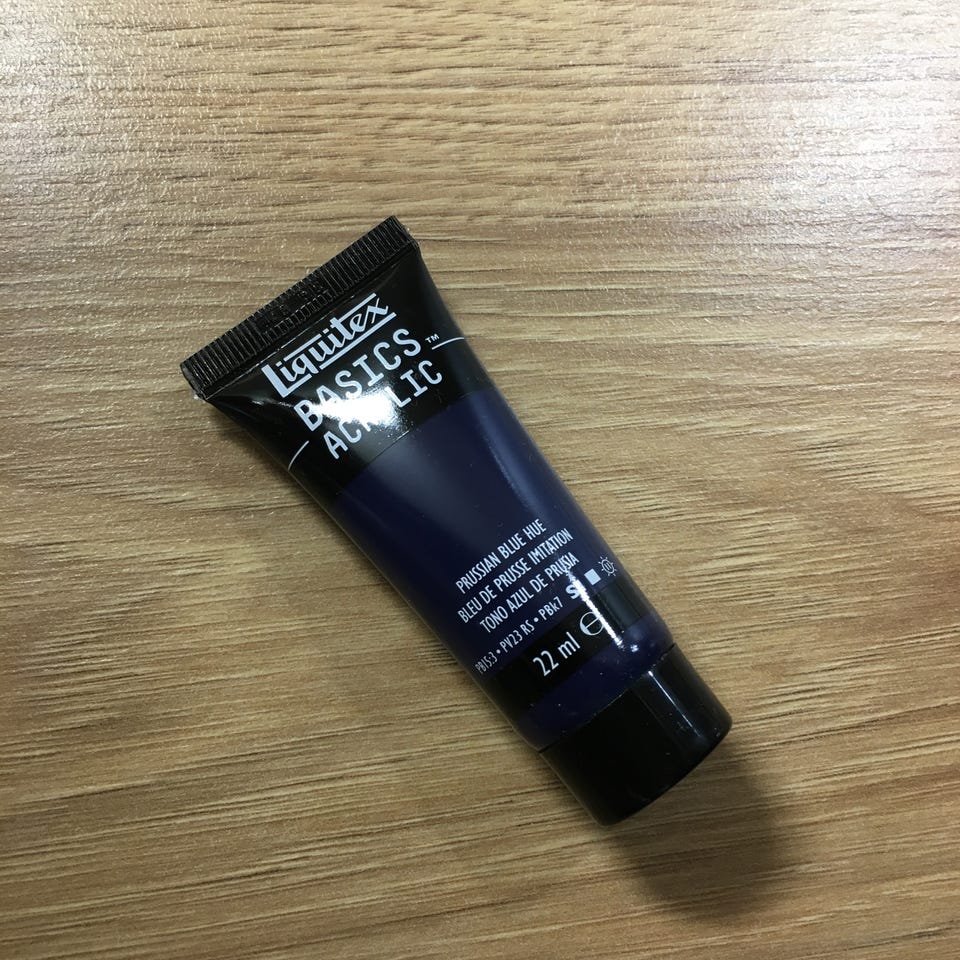 Liquitex
BASICS™
ACRYLIC
PRUSSIAN BLUE HUE
BLEU DE PRUSSE IMITATION
TONO AZUL DE PRUSIA
PB15:3 • PV23 RS • PBk7
22 ml ℮